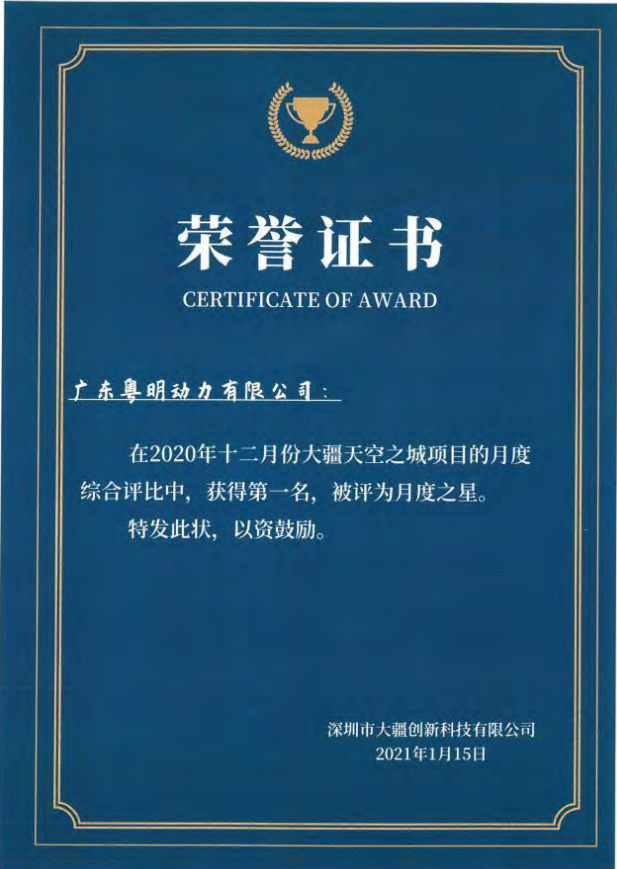 荣誉证书
CERTIFICATE OF AWARD
广东粤明动力有限公司：
在2020年十二月份大疆天空之城项目的月度
综合评比中，获得第一名，被评为月度之星。
特发此状，以资鼓励。
深圳市大疆创新科技有限公司
2021年1月15日